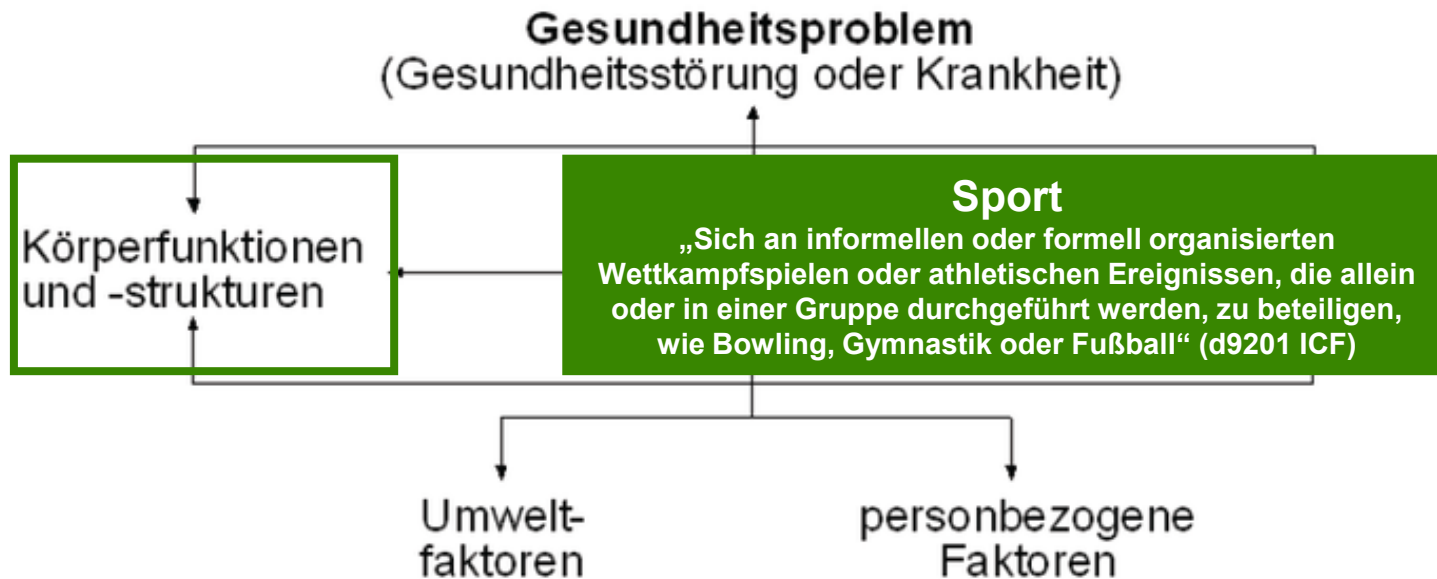 Gesundheitsproblem
(Gesundheitsstörung oder Krankheit)
Körperfunktionen
und -strukturen
Sport
„Sich an informellen oder formell organisierten
Wettkampfspielen oder athletischen Ereignissen, die allein
oder in einer Gruppe durchgeführt werden, zu beteiligen,
wie Bowling, Gymnastik oder Fußball“ (d9201 ICF)
Umwelt-
faktoren
personbezogene
Faktoren